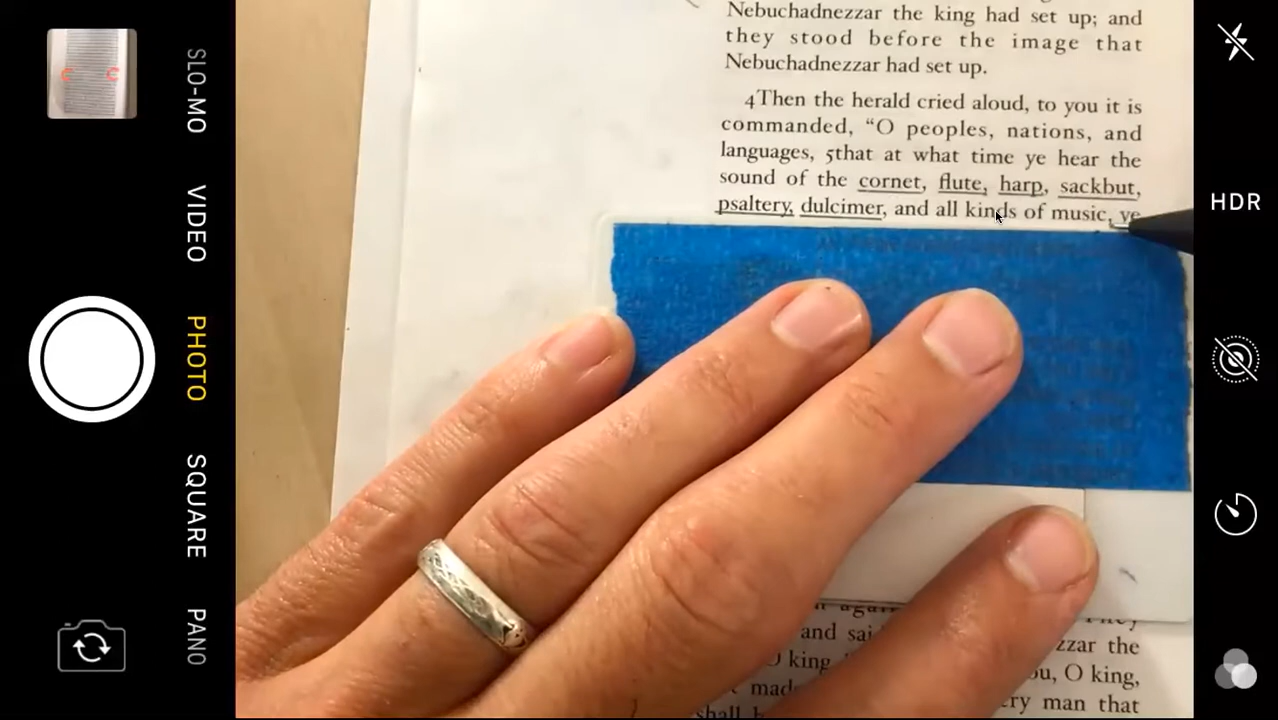 SLO-MO
VIDEO
PHOTO
SQUARE
PANO
HDR
Nebuchadnezzar the king had set up; and
they stood before the image that
Nebuchadnezzar had set up.
4Then the herald cried aloud, to you it is
commanded, “O peoples, nations, and
languages, 5that at what time ye hear the
sound of the cornet, flute, harp, sackbut,
psaltery, dulcimer, and all kinds of music, ye
again
and
zzar the
O king
O king,
made
man that
shall